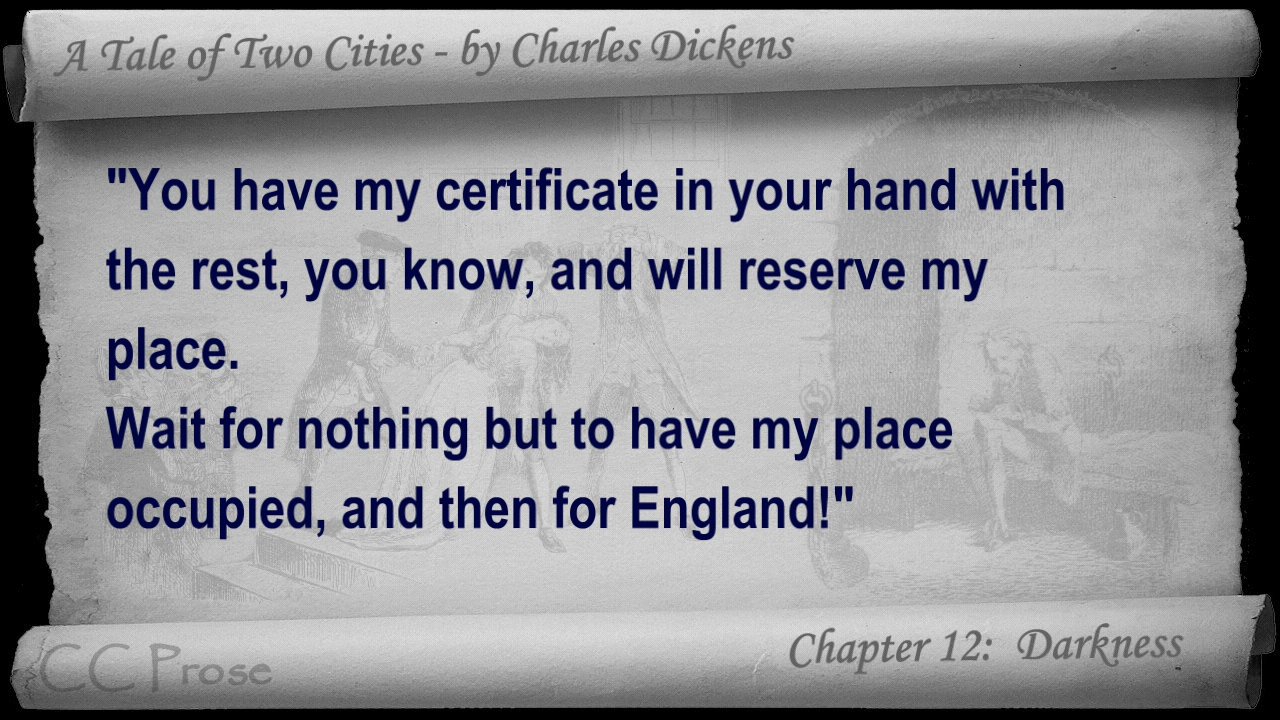 A Tale of Two Cities - by Charles Dickens
"You have my certificate in your hand with
the rest, you know, and will reserve my
place.
Wait for nothing but to have my place
occupied, and then for England!"
CC Prose
Chapter 12: Darkness